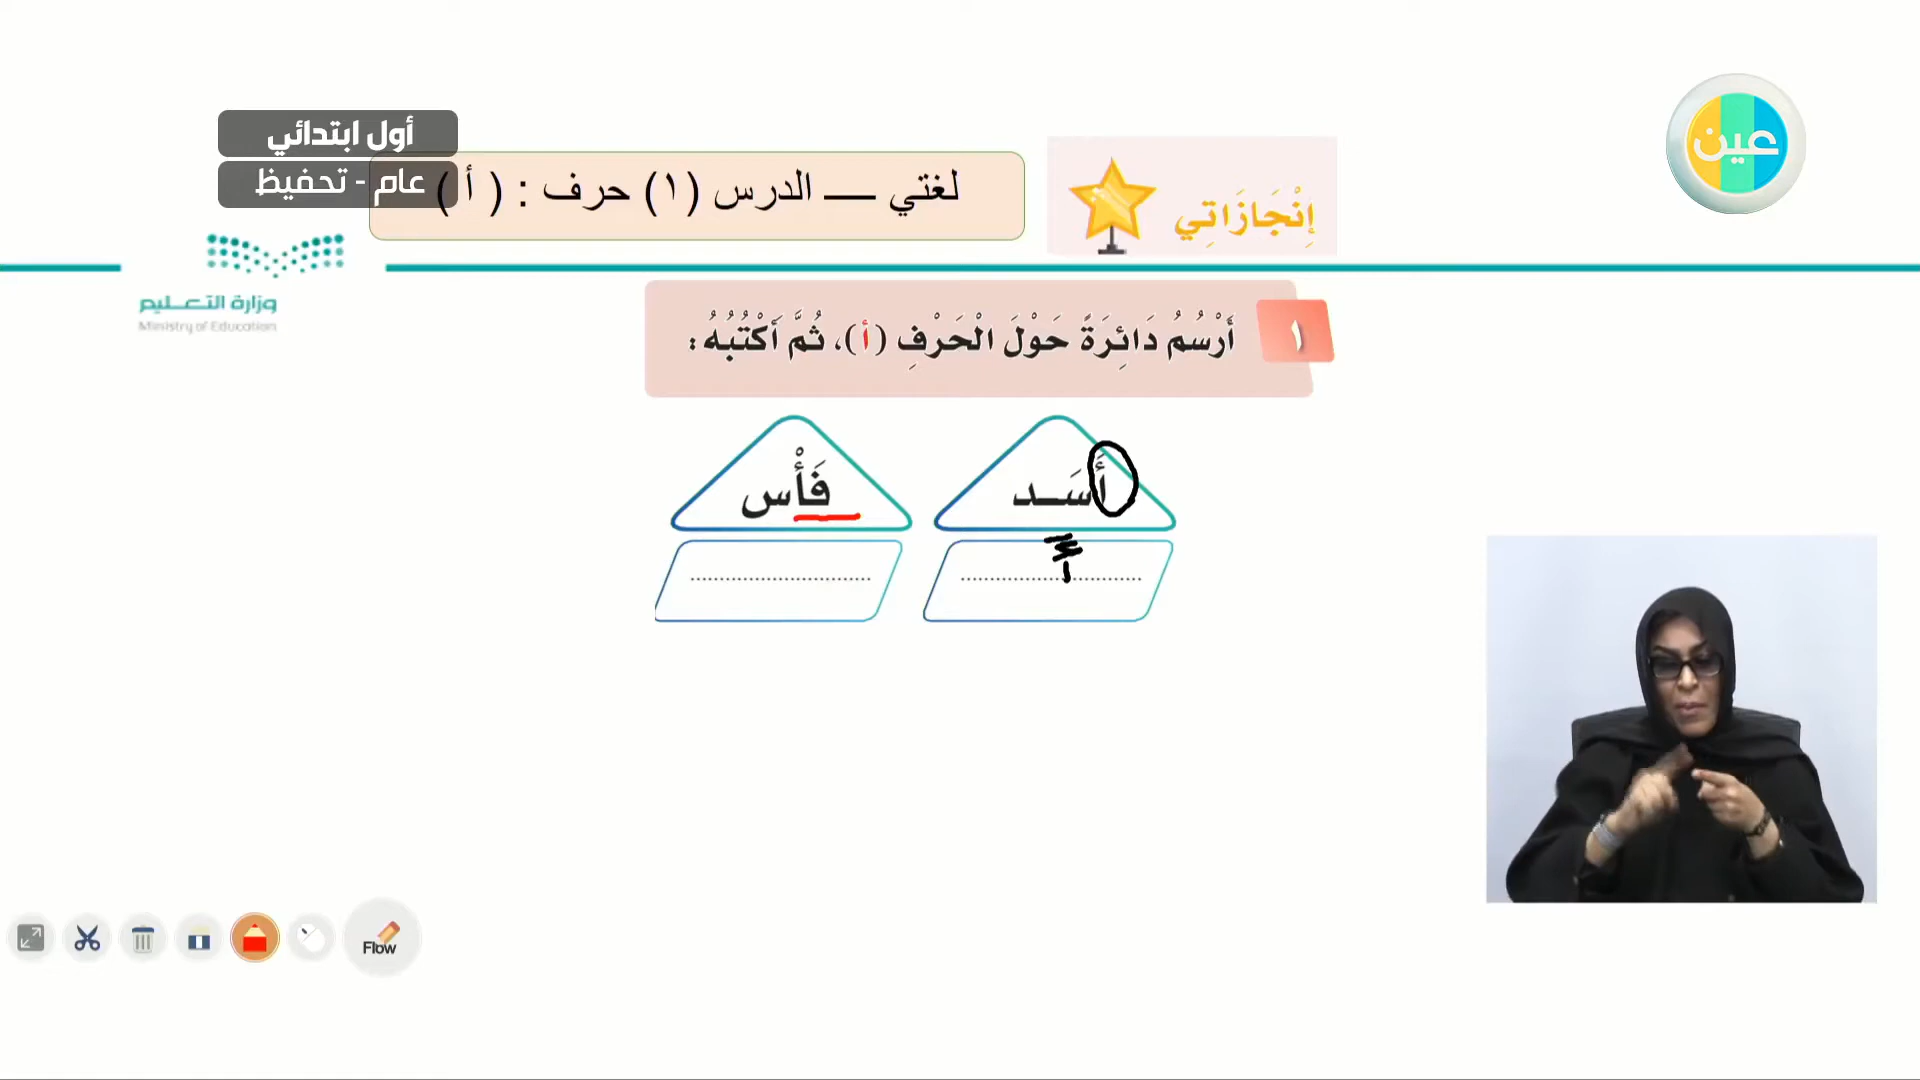 عين
أول ابتدائي
عام - تحفيظ
إِنْجَازَاتِي
لغتي — الدرس (١) حرف : ( أ )
وزارة التعليم
Ministry of Education
١
أَرْسُمُ دَائِرَةً حَوْلَ الْحَرْفِ (أ)، ثُمَّ أَكْتُبُهُ:
أَسَـد
فَأْس
أَ
Flow